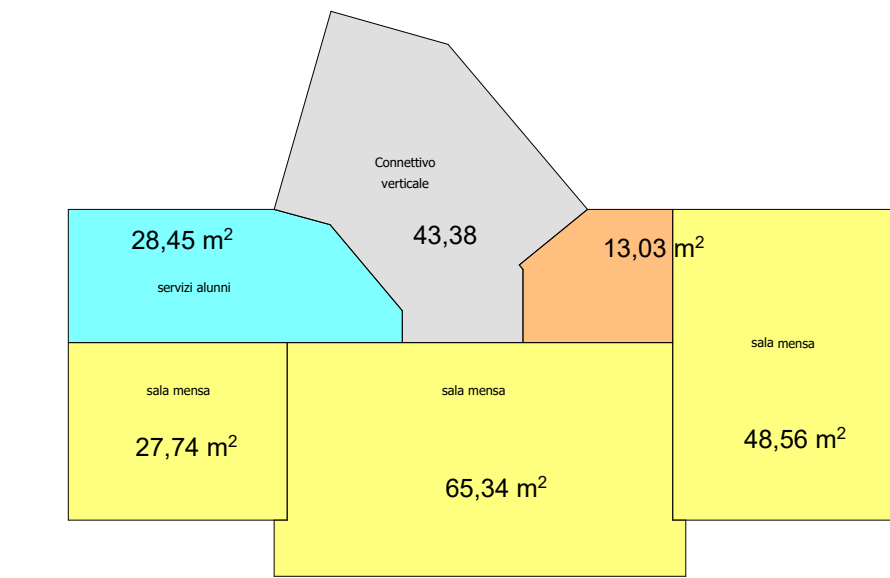 Connettivo
verticale
43,38
28,45 m²
servizi alunni
13,03 m²
sala mensa
48,56 m²
sala mensa
27,74 m²
sala mensa
65,34 m²